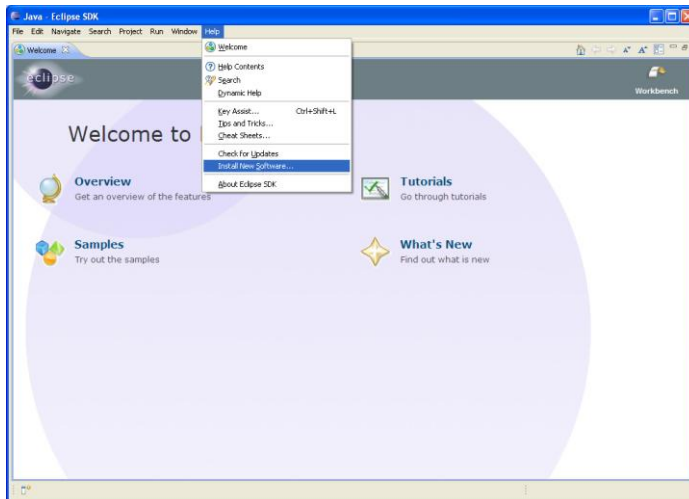 Java - Eclipse SDK
File Edit Navigate Search Project Run Window Help
Welcome
eclipse
Workbench
Welcome
Help Contents
Search
Dynamic Help
Key Assist... Ctrl+Shift+L
Tips and Tricks...
Cheat Sheets...
Check for Updates
Install New Software...
About Eclipse SDK
Welcome to
Overview
Get an overview of the features
Tutorials
Go through tutorials
Samples
Try out the samples
What's New
Find out what is new